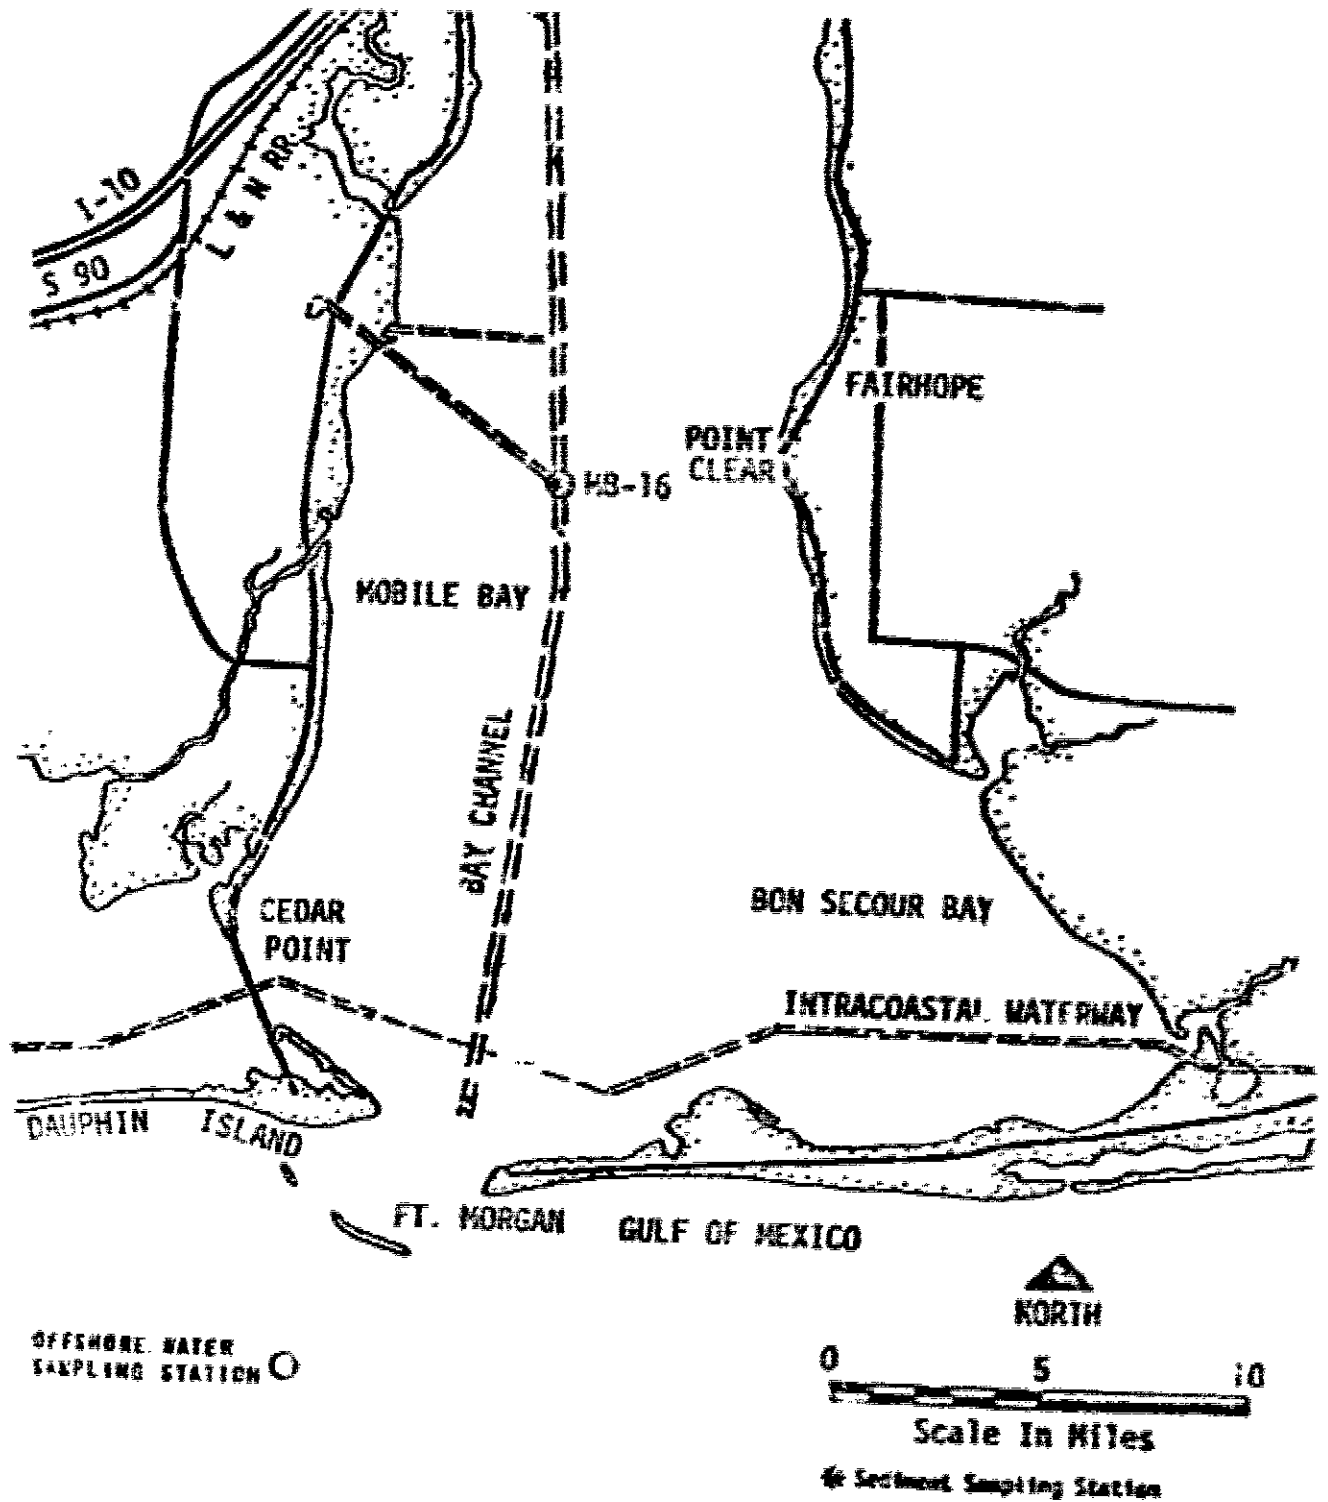 I-10
L & N RR
S 90
FAIRHOPE
POINT
CLEAR
MB-16
MOBILE BAY
BAY CHANNEL
BON SECOUR BAY
CEDAR
POINT
INTRACOASTAL WATERWAY
DAUPHIN ISLAND
FT. MORGAN
GULF OF MEXICO
NORTH
OFFSHORE WATER
SAMPLING STATION
0 5 10
Scale In Miles
* Sediment Sampling Station